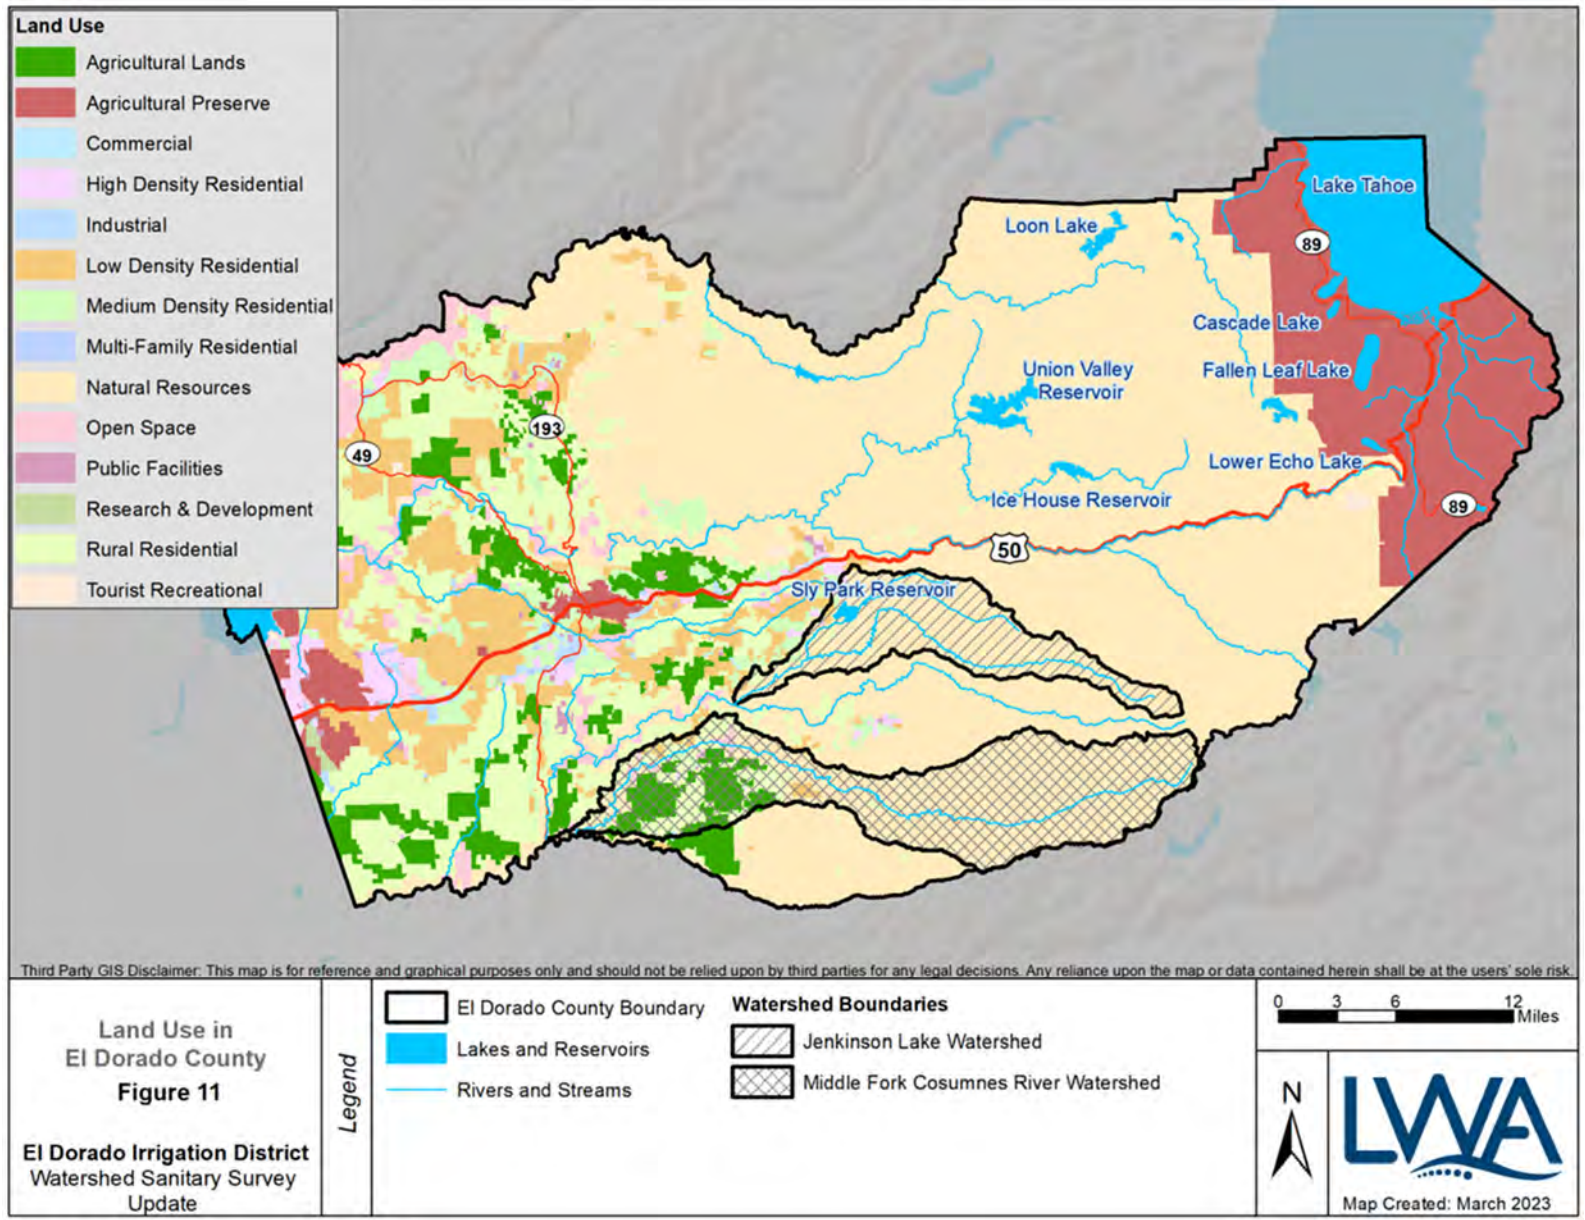 Land Use
Agricultural Lands
Agricultural Preserve
Commercial
High Density Residential
Industrial
Low Density Residential
Medium Density Residential
Multi-Family Residential
Natural Resources
Open Space
Public Facilities
Research & Development
Rural Residential
Tourist Recreational
Lake Tahoe
Loon Lake
89
Cascade Lake
Union Valley
Reservoir
Fallen Leaf Lake
193
49
Lower Echo Lake
Ice House Reservoir
89
50
Sly Park Reservoir
Third Party GIS Disclaimer: This map is for reference and graphical purposes only and should not be relied upon by third parties for any legal decisions. Any reliance upon the map or data contained herein shall be at the users' sole risk.
Land Use in
El Dorado County
Figure 11
El Dorado Irrigation District
Watershed Sanitary Survey
Update
Legend
El Dorado County Boundary
Lakes and Reservoirs
Rivers and Streams
Watershed Boundaries
Jenkinson Lake Watershed
Middle Fork Cosumnes River Watershed
0 3 6 12
Miles
N
LWA
Map Created: March 2023